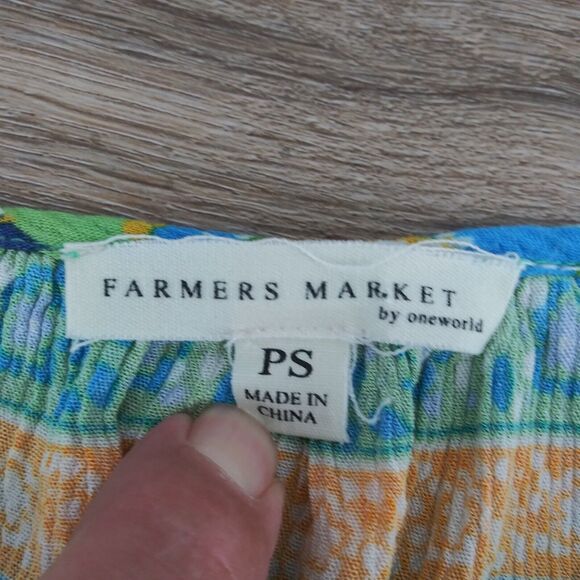 FARMERS MARKET
by oneworld
PS
MADE IN
CHINA